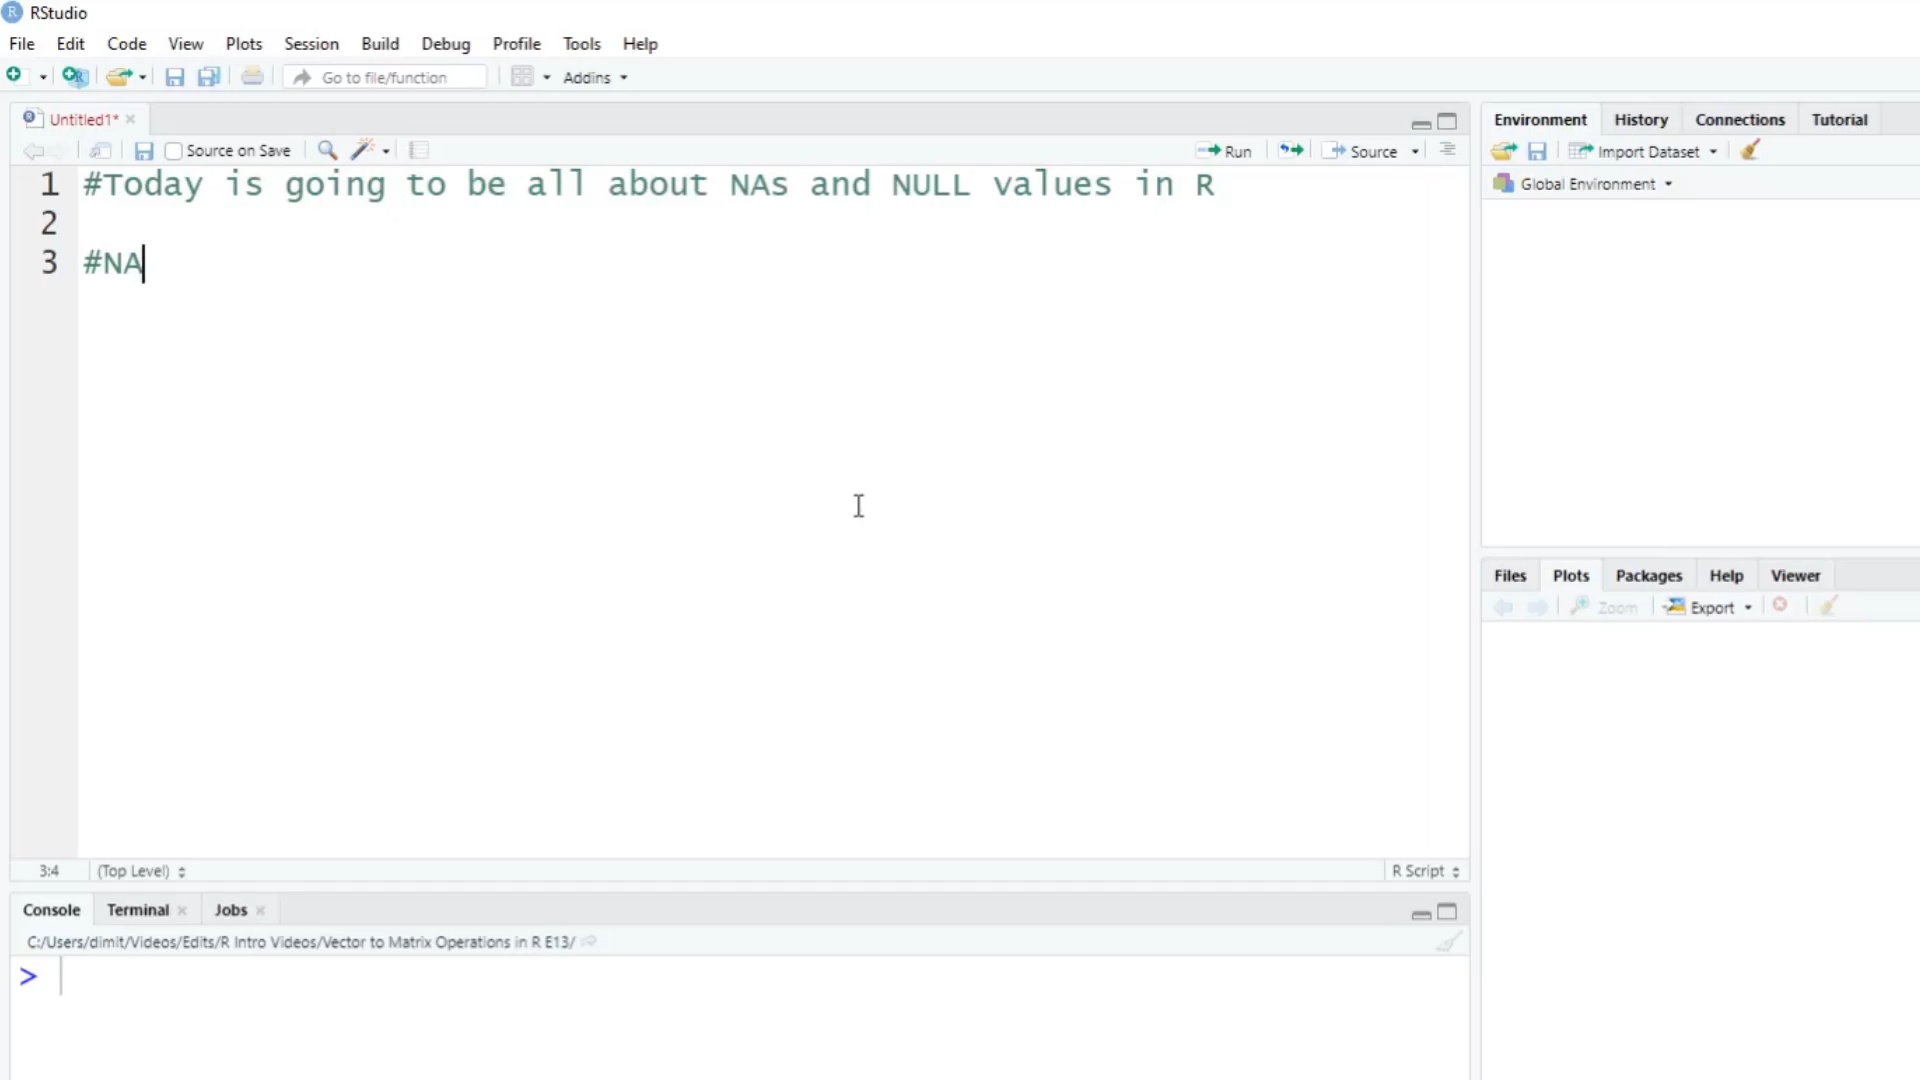 RStudio
File Edit Code View Plots Session Build Debug Profile Tools Help
Go to file/function Addins
Untitled1*
Source on Save Run Source
1 #Today is going to be all about NAs and NULL values in R
2
3 #NA
3:4 (Top Level) R Script
Console Terminal Jobs
C:/Users/dimit/Videos/Edits/R Intro Videos/Vector to Matrix Operations in R E13/
>
Environment History Connections Tutorial
Import Dataset
Global Environment
Files Plots Packages Help Viewer
Zoom Export